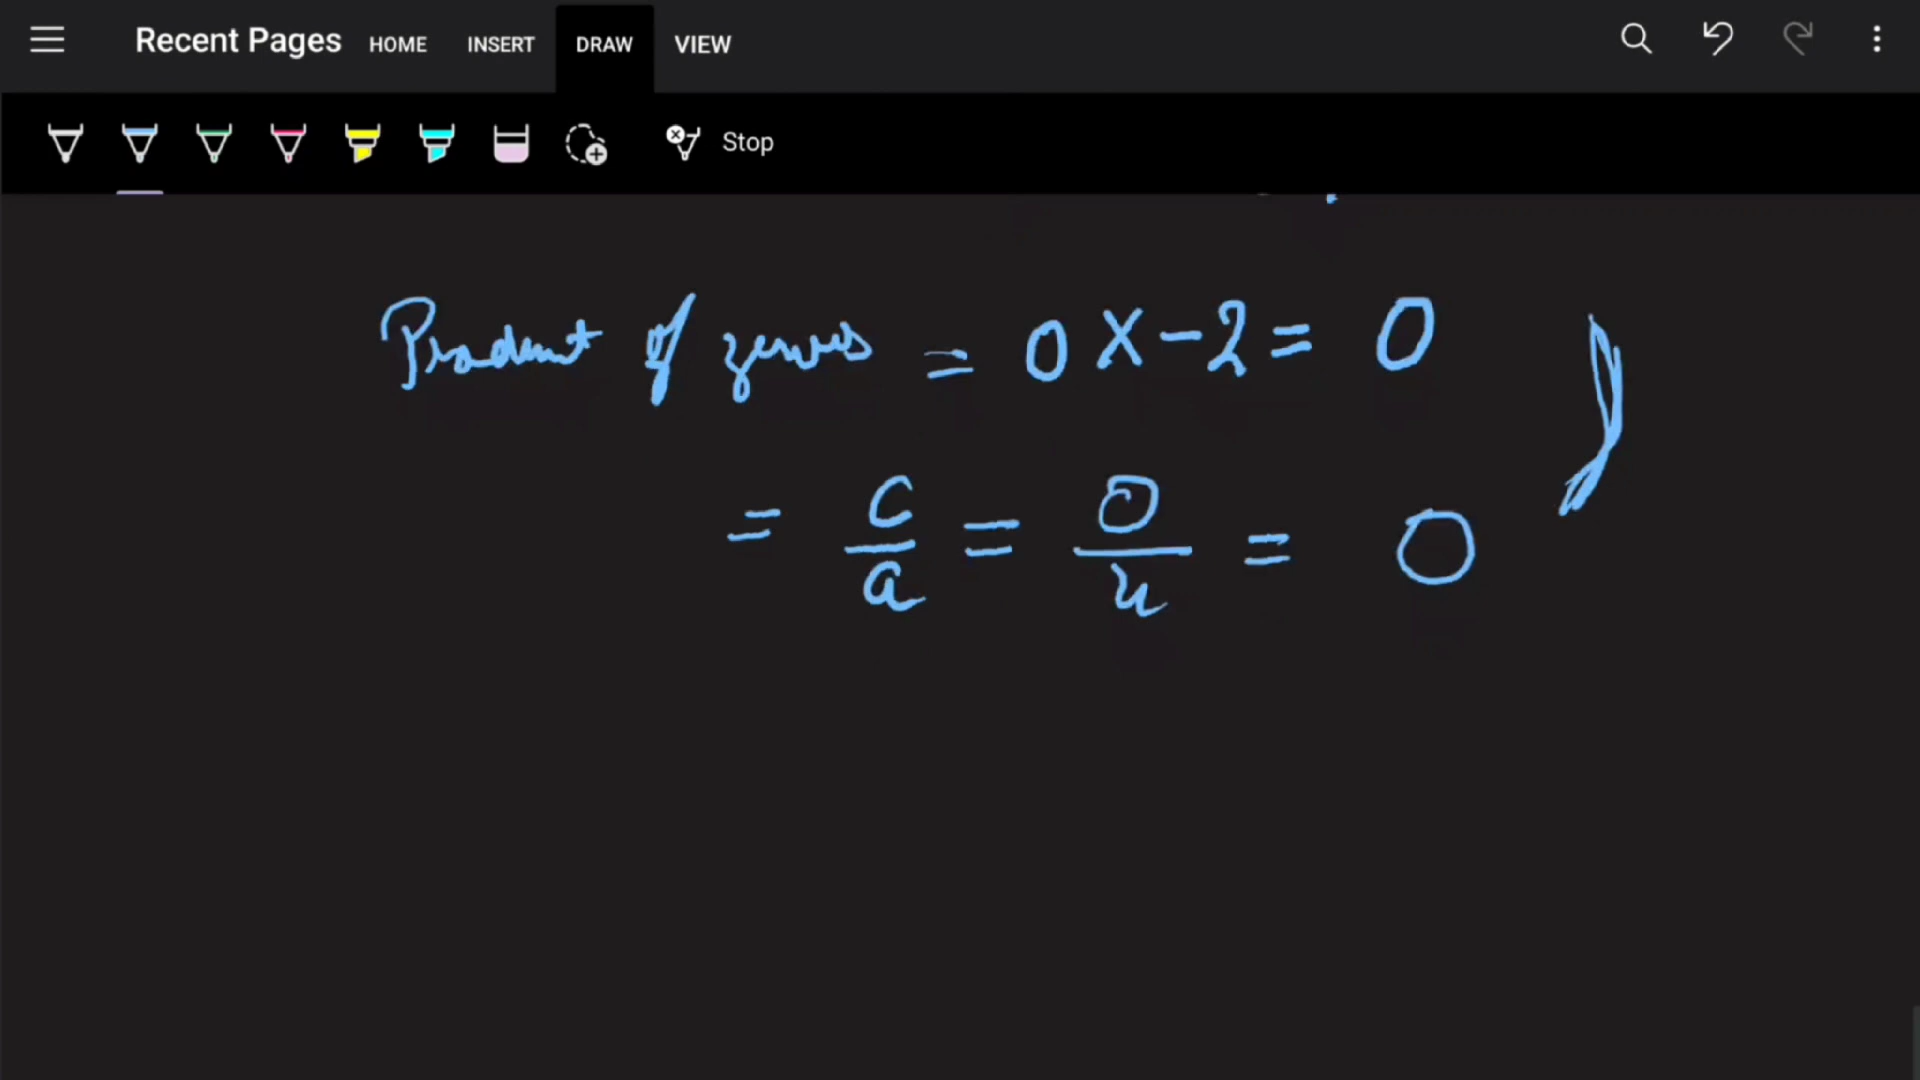 Recent Pages HOME INSERT DRAW VIEW
Stop
Product of zeroes = 0 x - 2 = 0
= c/a = 0/4 = 0